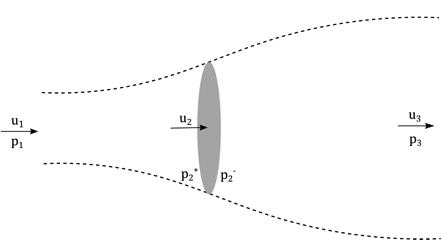 u₁
p₁
u₂
p₂⁺ p₂⁻
u₃
p₃